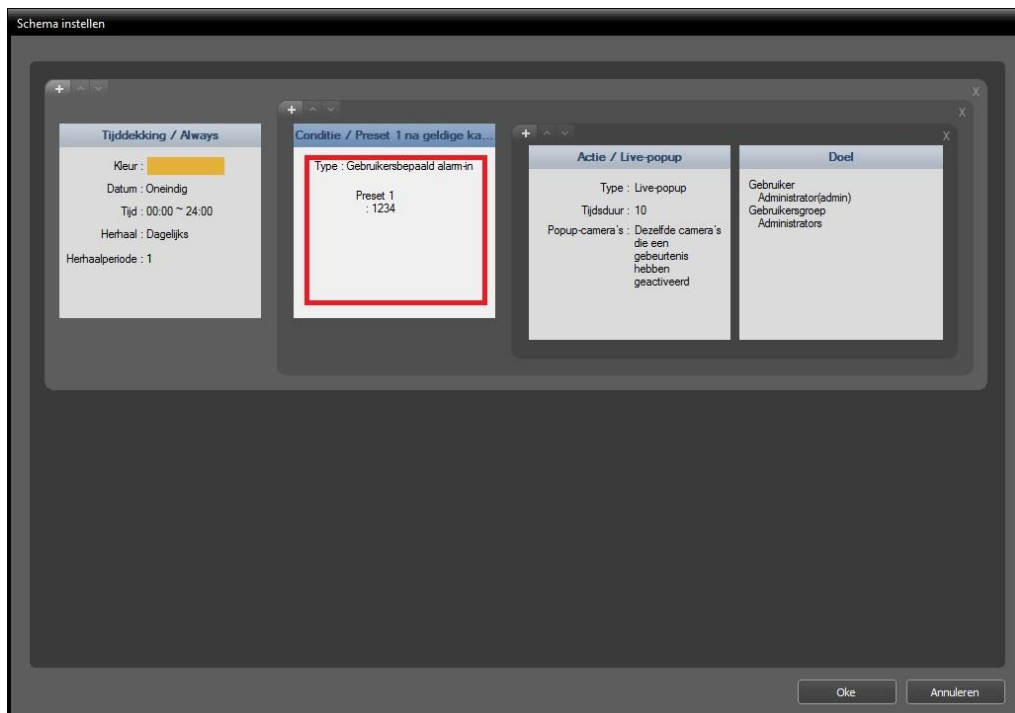 Schema instellen
+
X
Tijddekking / Always
Kleur :
Datum : Oneindig
Tijd : 00:00 ~ 24:00
Herhaal : Dagelijks
Herhaalperiode : 1
+
X
Conditie / Preset 1 na geldige ka...
Type : Gebruikersbepaald alarm-in
Preset 1
: 1234
+
X
Actie / Live-popup
Type : Live-popup
Tijdsduur : 10
Popup-camera's : Dezelfde camera's
die een
gebeurtenis
hebben
geactiveerd
Doel
Gebruiker
Administrator(admin)
Gebruikersgroep
Administrators
Oke
Annuleren